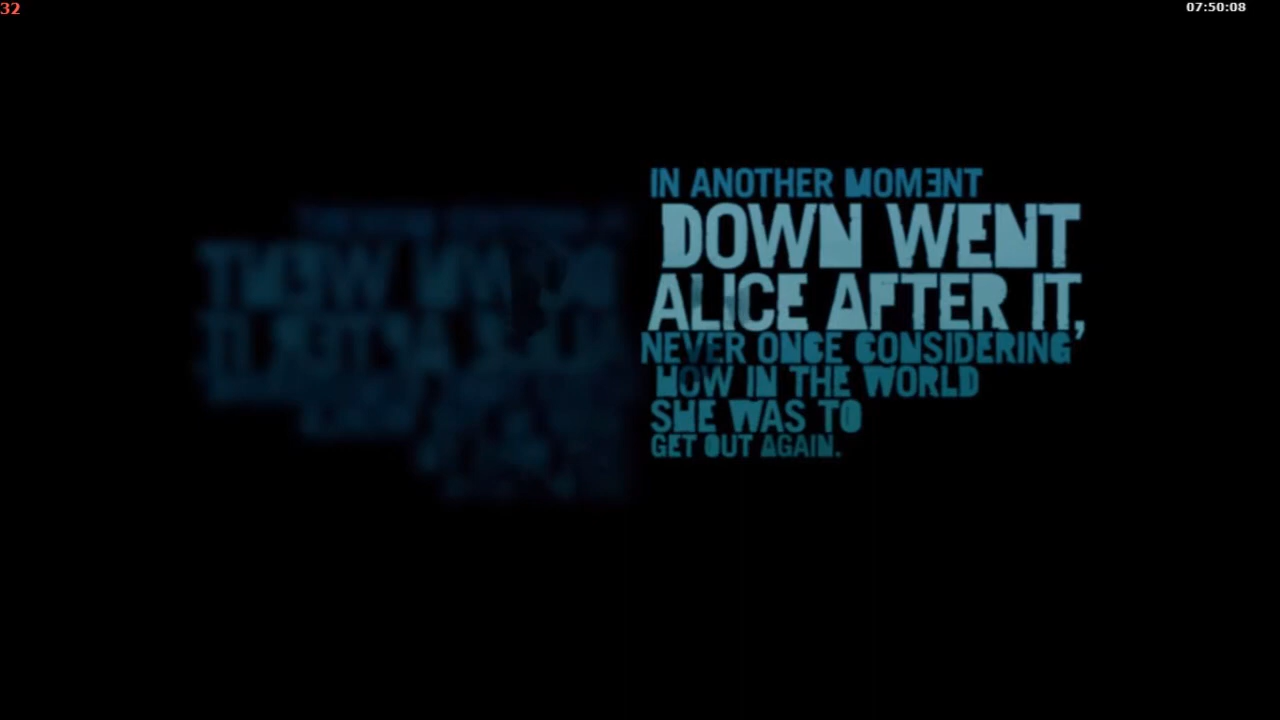 32
07:50:08
IN ANOTHER MOMENT
DOWN WENT
ALICE AFTER IT,
NEVER ONCE CONSIDERING
HOW IN THE WORLD
SHE WAS TO
GET OUT AGAIN.